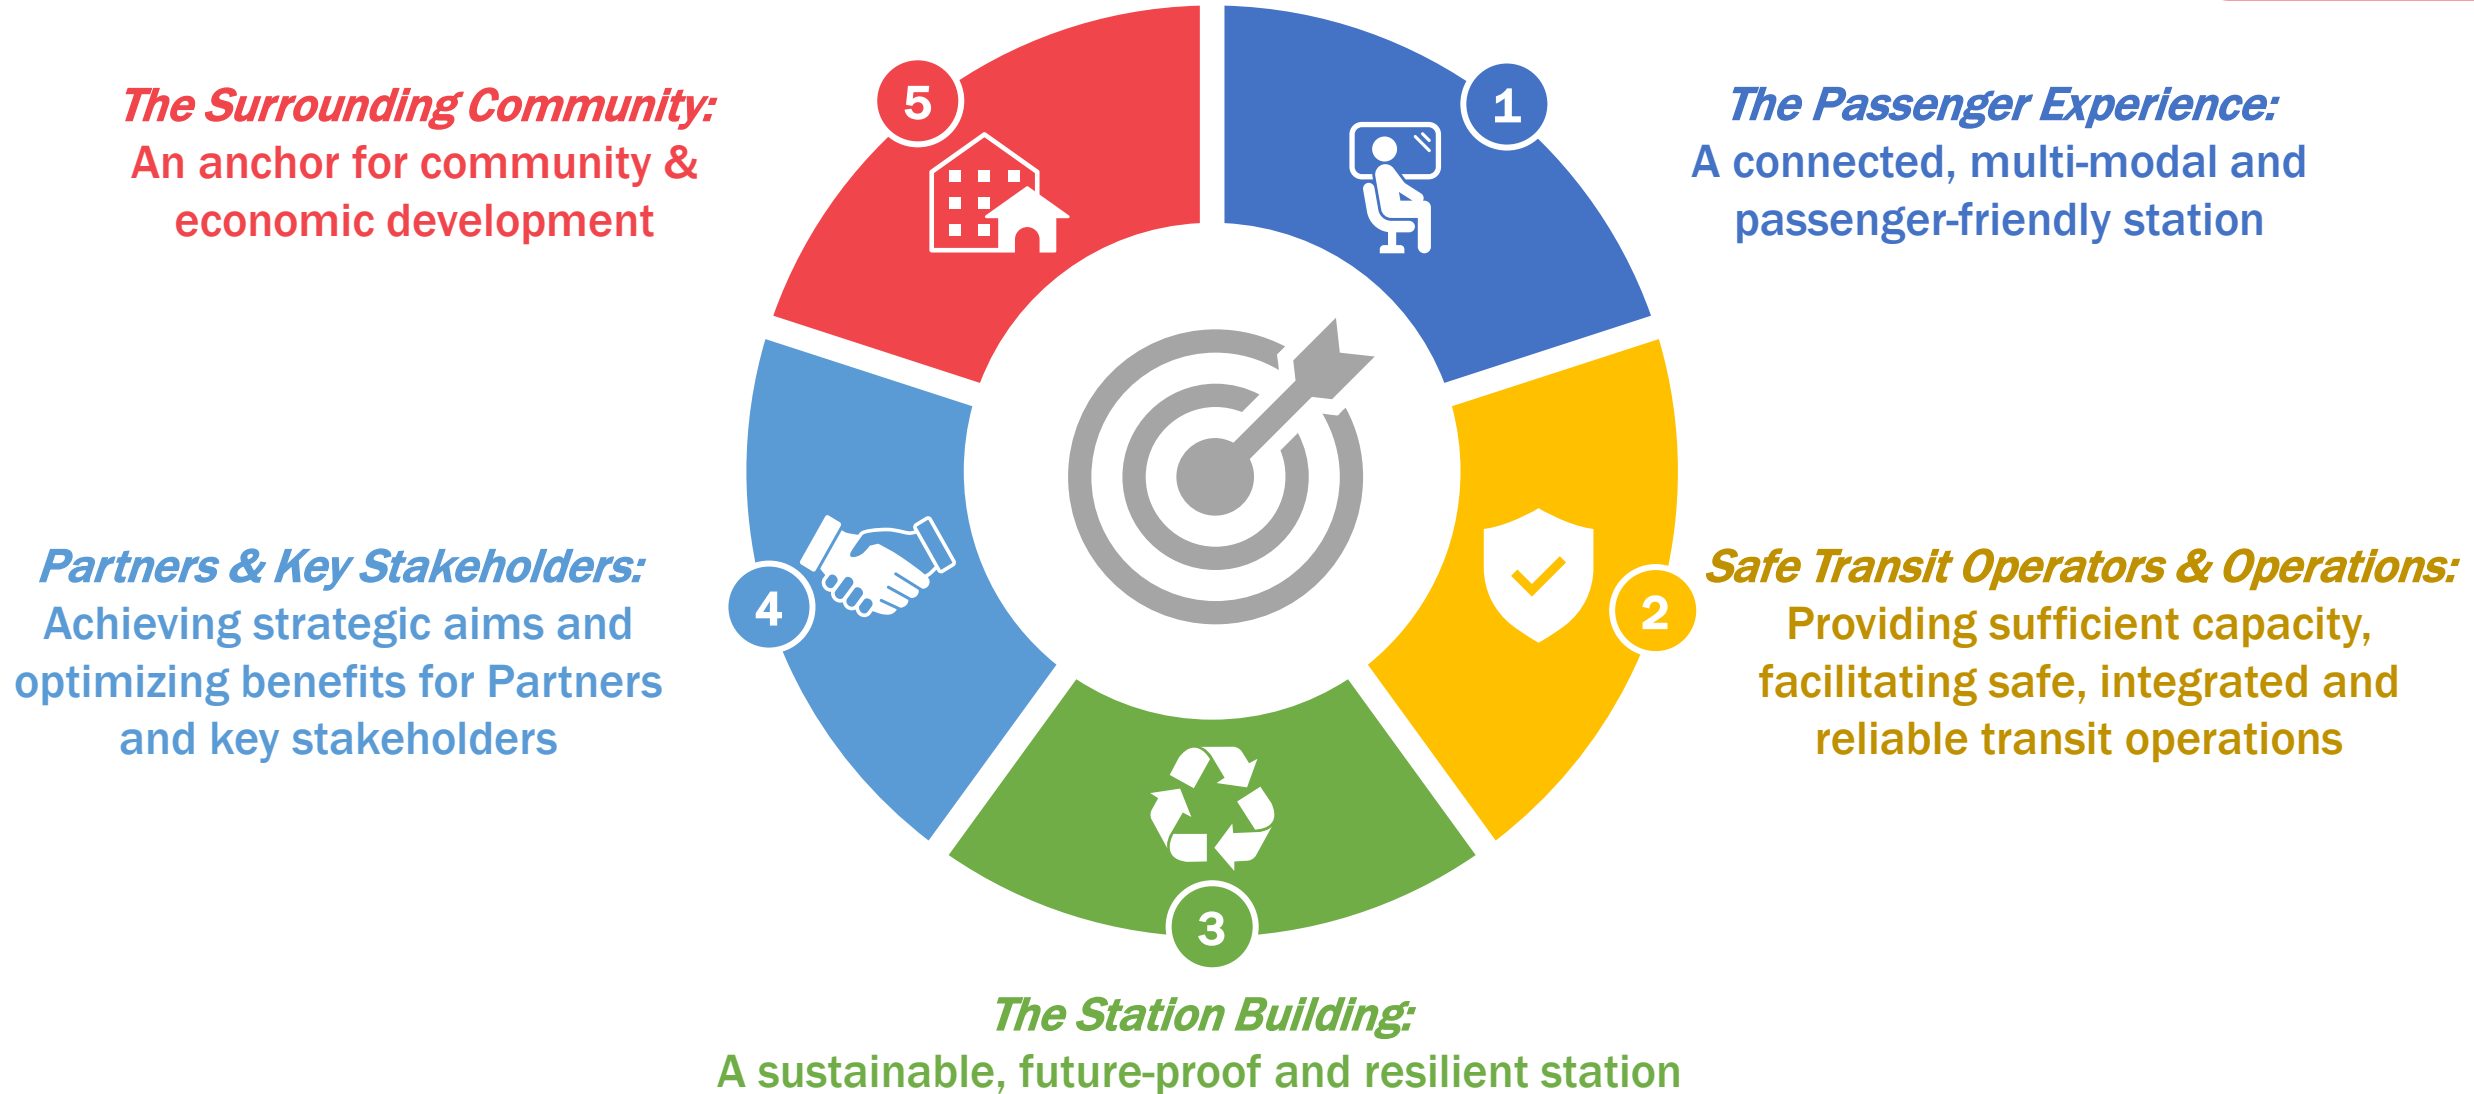 5
The Surrounding Community:
An anchor for community &
economic development
1
The Passenger Experience:
A connected, multi-modal and
passenger-friendly station
2
Safe Transit Operators & Operations:
Providing sufficient capacity,
facilitating safe, integrated and
reliable transit operations
4
Partners & Key Stakeholders:
Achieving strategic aims and
optimizing benefits for Partners
and key stakeholders
3
The Station Building:
A sustainable, future-proof and resilient station